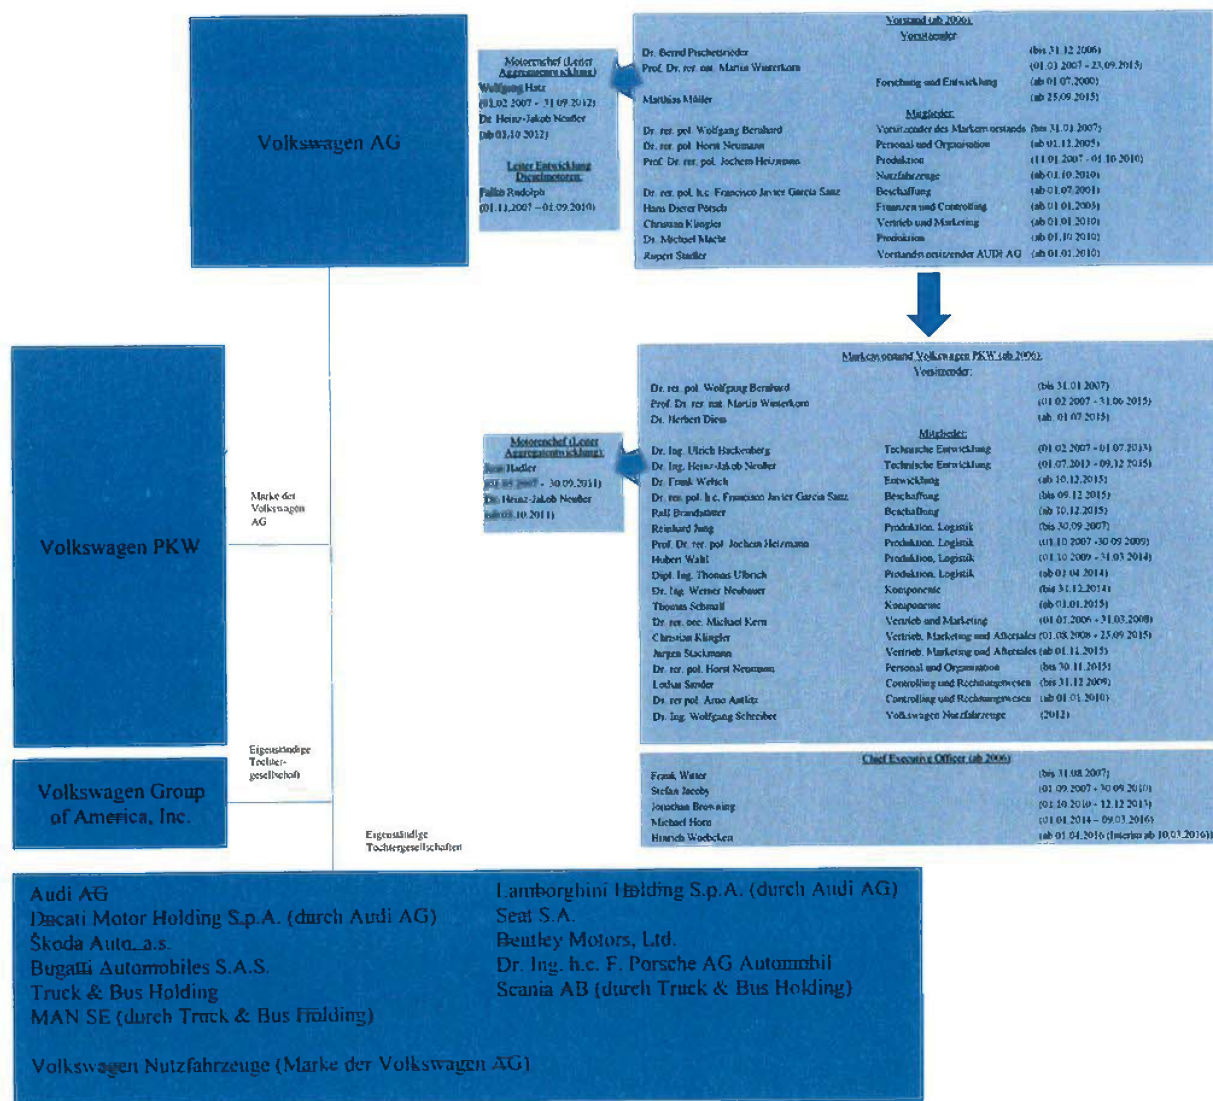 Volkswagen AG
Motorenchef (Leiter
Aggregateentwicklung)
Wolfgang Hatz
(01.02 2007 - 31.09.2012)
Dr. Heinz-Jakob Neußer
(ab 01.10 2012)
Leiter Entwicklung
Dieselmotoren:
Falko Rudolph
(01.11.2007 – 01.09.2010)
Vorstand (ab 2006):
Vorsitzender
Dr. Bernd Pischetsrieder (bis 31.12 2006)
Prof. Dr. rer. nat. Martin Winterkorn (01.01 2007 - 23.09.2015)
Forschung und Entwicklung (ab 01.07.2000)
Matthias Müller (ab 25.09.2015)
Mitglieder:
Dr. rer. pol. Wolfgang Bernhard Vorsitzender des Markenvorstands (bis 31.01.2007)
Dr. rer. pol. Horst Neumann Personal und Organisation (ab 01.12.2005)
Prof. Dr. rer. pol. Jochem Heizmann Produktion (11.01 2007 - 01.10 2010)
Nutzfahrzeuge (ab 01.10.2010)
Dr. rer. pol. h.c. Francisco Javier Garcia Sanz Beschaffung (ab 01.07.2001)
Hans Dieter Pötsch Finanzen und Controlling (ab 01.01.2003)
Christian Klingler Vertrieb und Marketing (ab 01.01.2010)
Dr. Michael Macht Produktion (ab 01.10.2010)
Rupert Stadler Vorstandsvorsitzender AUDI AG (ab 01.01.2010)
Volkswagen PKW
Marke der
Volkswagen
AG
Motorenchef (Leiter
Aggregateentwicklung):
Hadler
- 30.09.2011)
Dr. Heinz-Jakob Neußer
.10.2011)
Markenvorstand Volkswagen PKW (ab 2006):
Vorsitzender:
Dr. rer. pol. Wolfgang Bernhard (bis 31.01 2007)
Prof. Dr. rer. nat. Martin Winterkorn (01.02 2007 - 31.06 2015)
Dr. Herbert Diess (ab. 01.07 2015)
Mitglieder:
Dr. Ing. Ulrich Hackenberg Technische Entwicklung (01.02 2007 - 01.07.2013)
Dr. Ing. Heinz-Jakob Neußer Technische Entwicklung (01.07.2013 - 09.12 2015)
Dr. Frank Welsch Entwicklung (ab 10.12.2015)
Dr. rer. pol. h.c. Francisco Javier Garcia Sanz Beschaffung (bis 09.12 2015)
Ralf Brandstätter Beschaffung (ab 10.12.2015)
Reinhard Jung Produktion, Logistik (bis 30.09.2007)
Prof. Dr. rer. pol. Jochem Heizmann Produktion, Logistik (01.10 2007 -30.09 2009)
Hubert Waltl Produktion, Logistik (01.10 2009 - 31.03 2014)
Dipl. Ing. Thomas Ulbrich Produktion, Logistik (ab 01 04 2014)
Dr. Ing. Werner Neubauer Komponente (bis 31.12.2014)
Thomas Schmall Komponente (ab 01.01.2015)
Dr. rer. oec. Michael Kern Vertrieb und Marketing (01.01.2006 - 31.03.2008)
Christian Klingler Vertrieb, Marketing und Aftersales (01.08 2008 - 25.09 2015)
Jürgen Stackmann Vertrieb, Marketing und Aftersales (ab 01.12.2015)
Dr. rer. pol. Horst Neumann Personal und Organisation (bis 30.11.2015)
Lothar Sander Controlling und Rechnungswesen (bis 31.12 2009)
Dr. rer pol. Arno Antlitz Controlling und Rechnungswesen (ab 01 01 2010)
Dr. Ing. Wolfgang Schreiber Volkswagen Nutzfahrzeuge (2012)
Eigenständige
Tochter-
gesellschaft
Volkswagen Group
of America, Inc.
Chief Executive Officer (ab 2006)
Frank Witter (bis 31.08 2007)
Stefan Jacoby (01.09 2007 - 30 09 2010)
Jonathan Browning (01.10 2010 - 12.12 2013)
Michael Horn (01.01.2014 – 09.03 2016)
Hinrich Woebcken (ab 01.04.2016 (Interim ab 10.03.2016))
Eigenständige
Tochtergesellschaften
Audi AG
Ducati Motor Holding S.p.A. (durch Audi AG)
Škoda Auto, a.s.
Bugatti Automobiles S.A.S.
Truck & Bus Holding
MAN SE (durch Truck & Bus Holding)
Volkswagen Nutzfahrzeuge (Marke der Volkswagen AG)
Lamborghini Holding S.p.A. (durch Audi AG)
Seat S.A.
Bentley Motors, Ltd.
Dr. Ing. h.c. F. Porsche AG Automobil
Scania AB (durch Truck & Bus Holding)